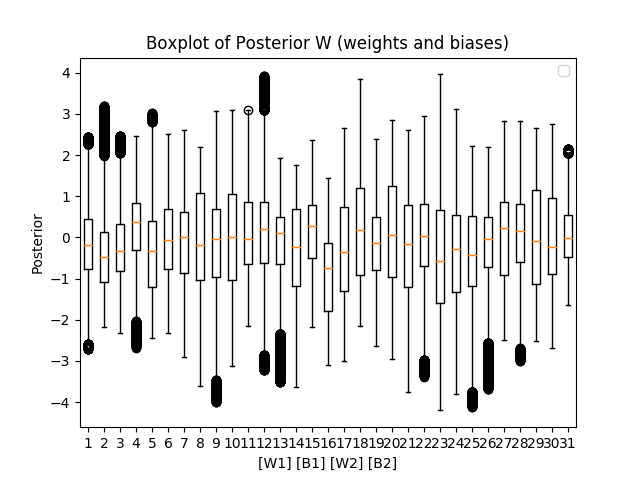 Boxplot of Posterior W (weights and biases)
4
3
2
1
0
−1
−2
−3
−4
Posterior
1 2 3 4 5 6 7 8 9 10 11 12 13 14 15 16 17 18 19 20 21 22 23 24 25 26 27 28 29 30 31
[W1] [B1] [W2] [B2]